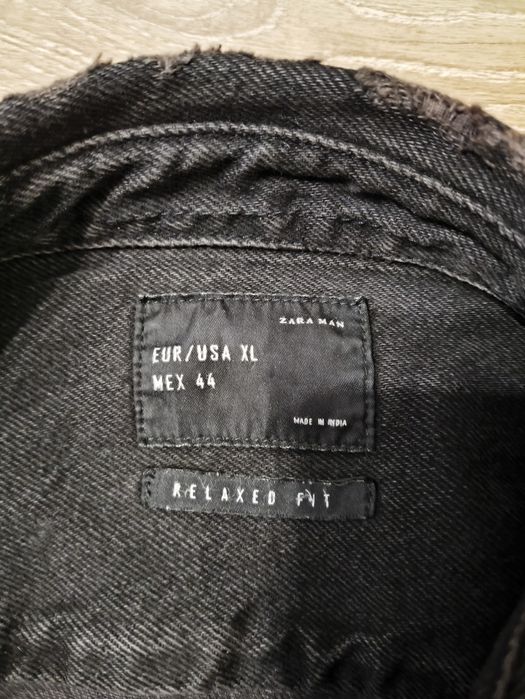 ZARA MAN
EUR/USA XL
MEX 44
MADE IN INDIA
RELAXED FIT